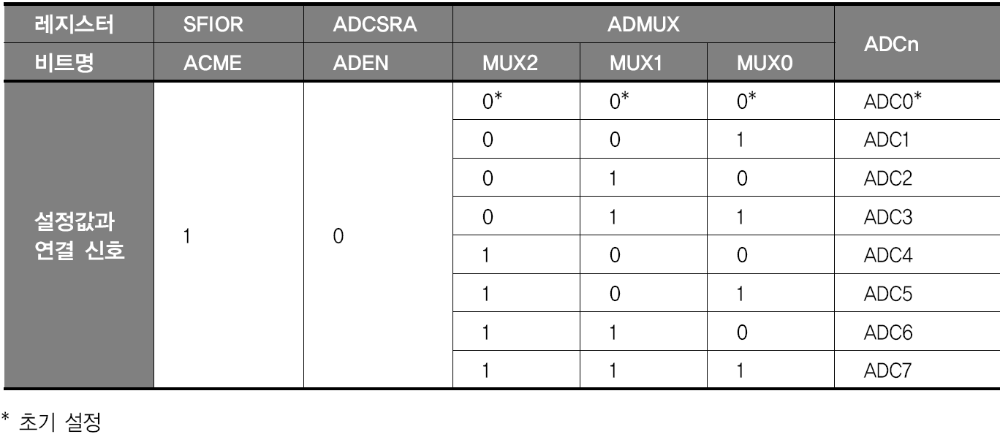 레지스터 SFIOR ADCSRA ADMUX ADCn
비트명 ACME ADEN MUX2 MUX1 MUX0
설정값과 연결 신호 1 0
0* 0* 0* ADC0*
0 0 1 ADC1
0 1 0 ADC2
0 1 1 ADC3
1 0 0 ADC4
1 0 1 ADC5
1 1 0 ADC6
1 1 1 ADC7
* 초기 설정